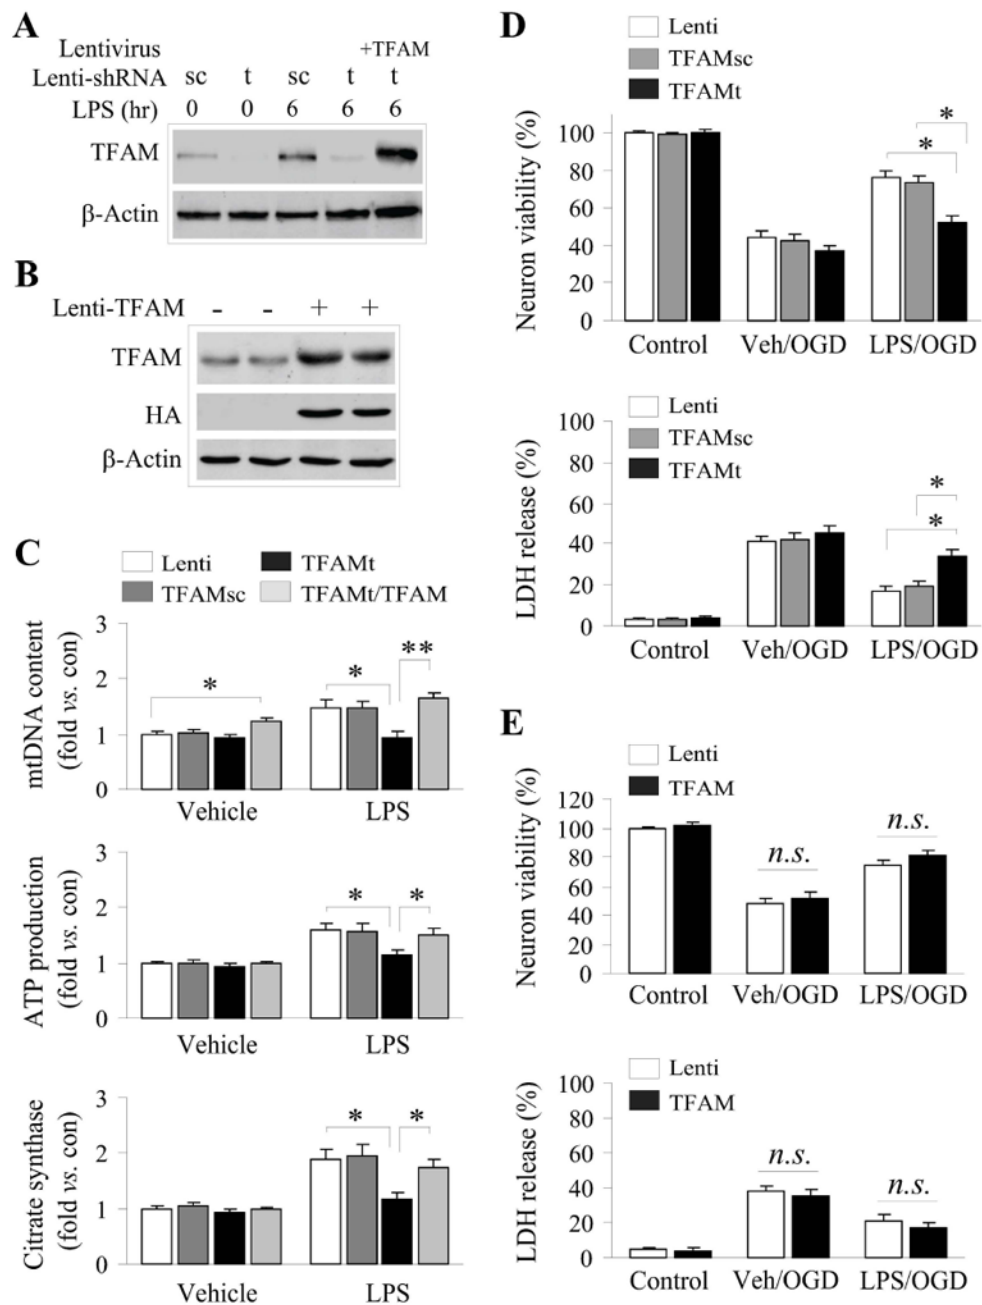 A
Lentivirus +TFAM
Lenti-shRNA sc t sc t t
LPS (hr) 0 0 6 6 6
TFAM
β-Actin
B
Lenti-TFAM - - + +
TFAM
HA
β-Actin
C
Lenti TFAMt
TFAMsc TFAMt/TFAM
mtDNA content
(fold vs. con)
3
2
1
0
*
*
**
Vehicle LPS
ATP production
(fold vs. con)
3
2
1
0
* *
Vehicle LPS
Citrate synthase
(fold vs. con)
3
2
1
0
* *
Vehicle LPS
D
Lenti
TFAMsc
TFAMt
Neuron viability (%)
100
80
60
40
20
0
*
*
Control Veh/OGD LPS/OGD
Lenti
TFAMsc
TFAMt
LDH release (%)
100
80
60
40
20
0
*
*
Control Veh/OGD LPS/OGD
E
Lenti
TFAM
Neuron viability (%)
120
100
80
60
40
20
0
n.s. n.s.
Control Veh/OGD LPS/OGD
Lenti
TFAM
LDH release (%)
100
80
60
40
20
0
n.s. n.s.
Control Veh/OGD LPS/OGD